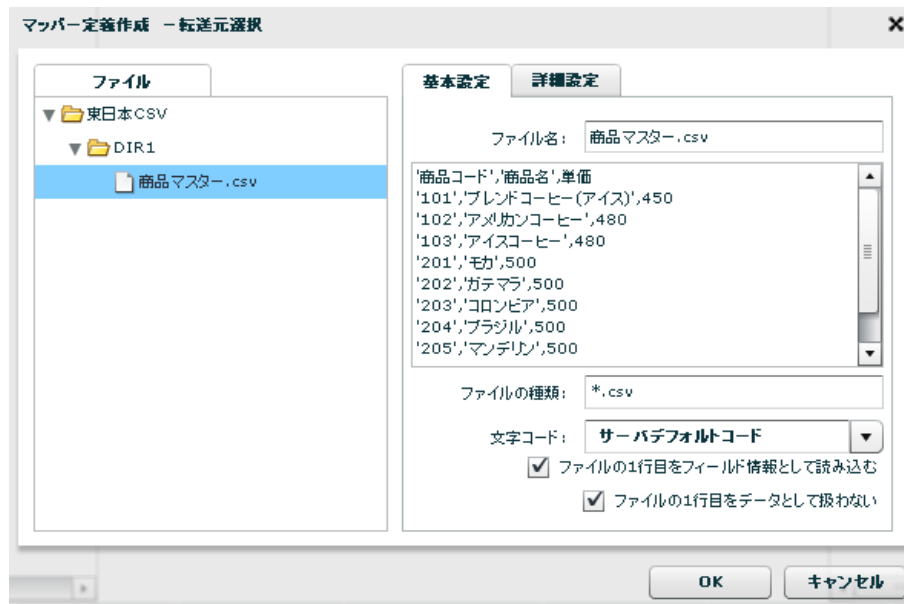 マッパー定義作成 －転送元選択
ファイル
東日本CSV
DIR1
商品マスター.csv
基本設定
詳細設定
ファイル名: 商品マスター.csv
'商品コード','商品名',単価
'101','ブレンドコーヒー(アイス)',450
'102','アメリカンコーヒー',480
'103','アイスコーヒー',480
'201','モカ',500
'202','ガテマラ',500
'203','コロンビア',500
'204','ブラジル',500
'205','マンデリン',500
ファイルの種類: *.csv
文字コード: サーバデフォルトコード
ファイルの1行目をフィールド情報として読み込む
ファイルの1行目をデータとして扱わない
OK
キャンセル